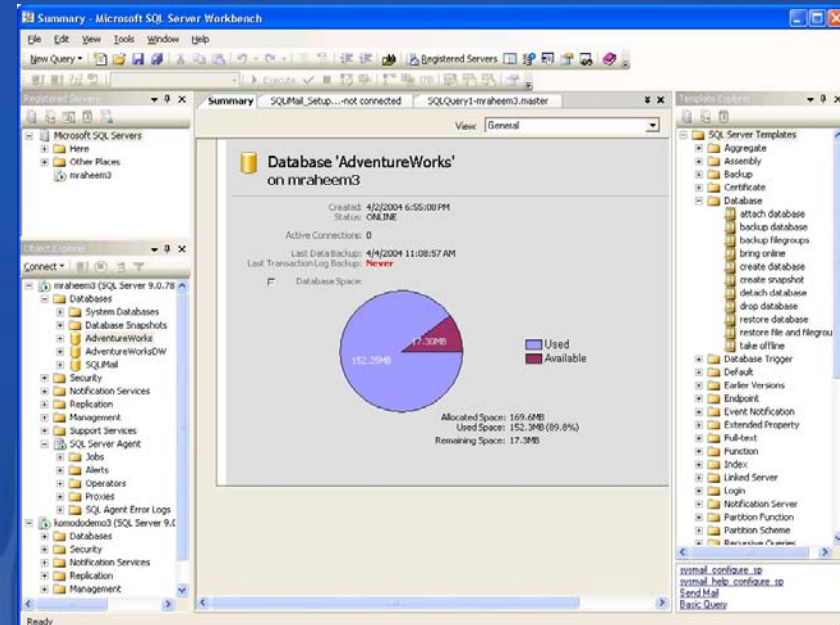 Summary - Microsoft SQL Server Workbench
File Edit View Tools Window Help
New Query Registered Servers
Execute
Registered Servers
Microsoft SQL Servers
Here
Other Places
mraheem3
Object Explorer
Connect
mraheem3 (SQL Server 9.0.78
Databases
System Databases
Database Snapshots
AdventureWorks
AdventureWorksDW
SQLiMail
Security
Notification Services
Replication
Management
Support Services
SQL Server Agent
Jobs
Alerts
Operators
Proxies
SQL Agent Error Logs
komododemo3 (SQL Server 9.0
Databases
Security
Notification Services
Replication
Management
Summary SQLiMail_Setup...-not connected SQLQuery1-mraheem3.master
View: General
Database 'AdventureWorks'
on mraheem3
Created: 4/2/2004 6:55:08 PM
Status: ONLINE
Active Connections: 0
Last Data Backup: 4/4/2004 11:08:57 AM
Last Transaction Log Backup: Never
Database Space
152.25MB
17.30MB
Used
Available
Allocated Space: 169.6MB
Used Space: 152.3MB (89.8%)
Remaining Space: 17.3MB
Template Explorer
SQL Server Templates
Aggregate
Assembly
Backup
Certificate
Database
attach database
backup database
backup filegroups
bring online
create database
create snapshot
detach database
drop database
restore database
restore file and filegrou
take offline
Database Trigger
Default
Earlier Versions
Endpoint
Event Notification
Extended Property
Full-text
Function
Index
Linked Server
Login
Notification Server
Partition Function
Partition Scheme
Recursive Queries
sysmail_configure_sp
sysmail_help_configure_sp
Send Mail
Basic Query
Ready